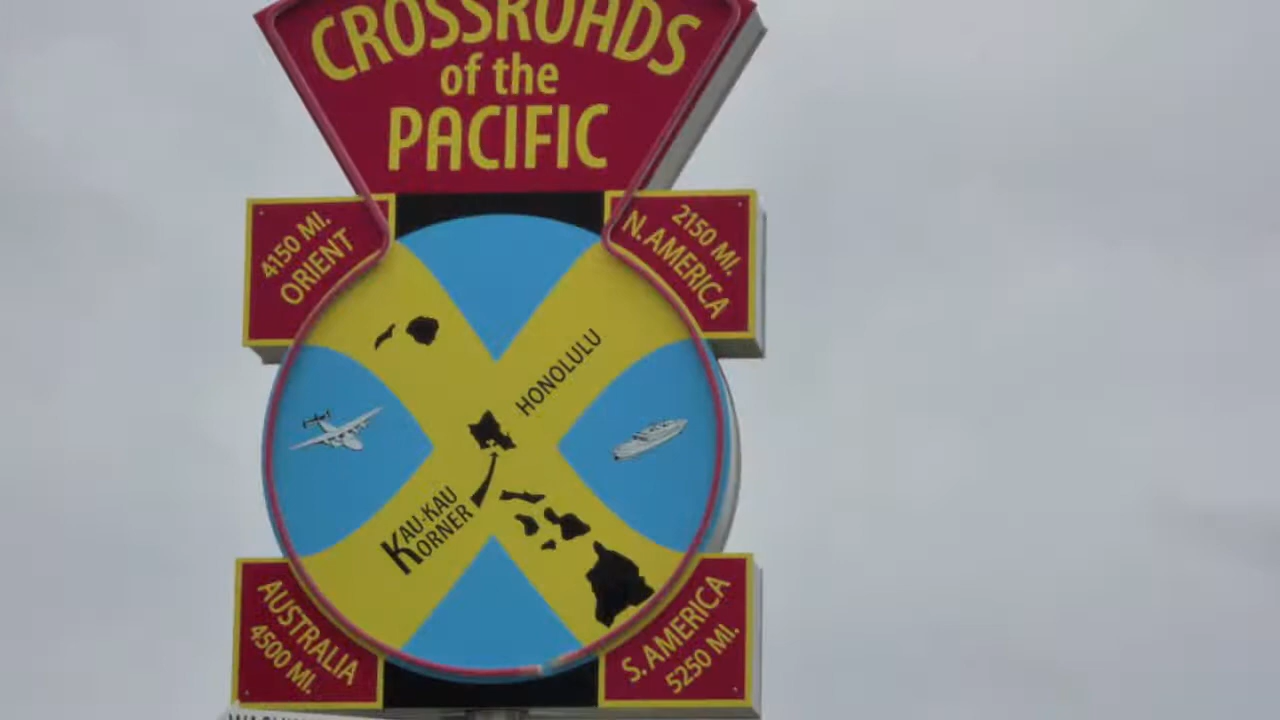 CROSSROADS
of the
PACIFIC
4150 MI.
ORIENT
2150 MI.
N. AMERICA
HONOLULU
KAU-KAU
KORNER
AUSTRALIA
4500 MI.
S. AMERICA
5250 MI.